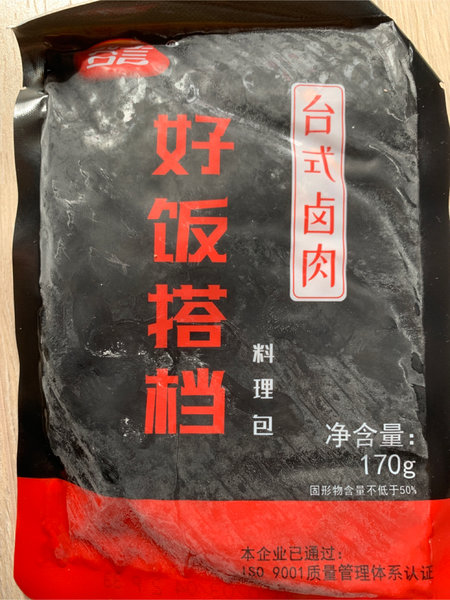 好饭搭档
台式卤肉
料理包
净含量：
170g
固形物含量不低于50%
本企业已通过：
ISO 9001质量管理体系认证